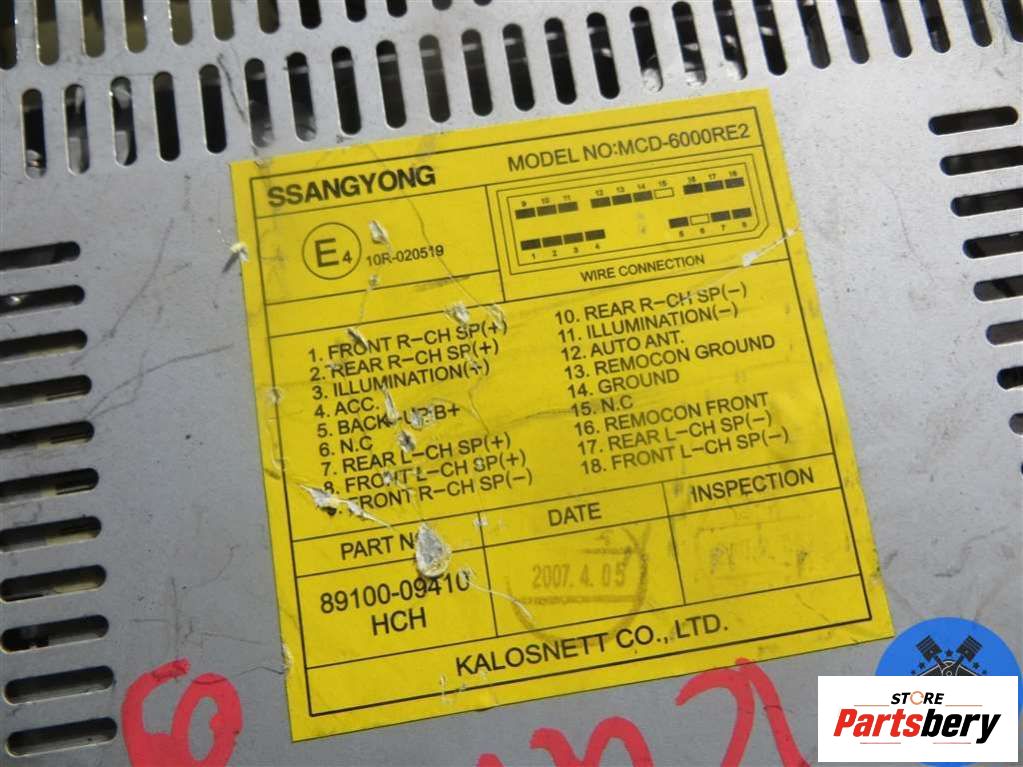 SSANGYONG
MODEL NO:MCD-6000RE2
E4 10R-020519
9 10 11 12 13 14 15 16 17 18
1 2 3 4 5 6 7 8
WIRE CONNECTION
1. FRONT R-CH SP(+)
2. REAR R-CH SP(+)
3. ILLUMINATION(+)
4. ACC.
5. BACK-UP B+
6. N.C
7. REAR L-CH SP(+)
8. FRONT L-CH SP(+)
FRONT R-CH SP(-)
10. REAR R-CH SP(-)
11. ILLUMINATION(-)
12. AUTO ANT.
13. REMOCON GROUND
14. GROUND
15. N.C
16. REMOCON FRONT
17. REAR L-CH SP(-)
18. FRONT L-CH SP(-)
PART N
DATE
INSPECTION
89100-09410
HCH
2007. 4. 05
KALOSNETT CO., LTD.
STORE
Partsbery